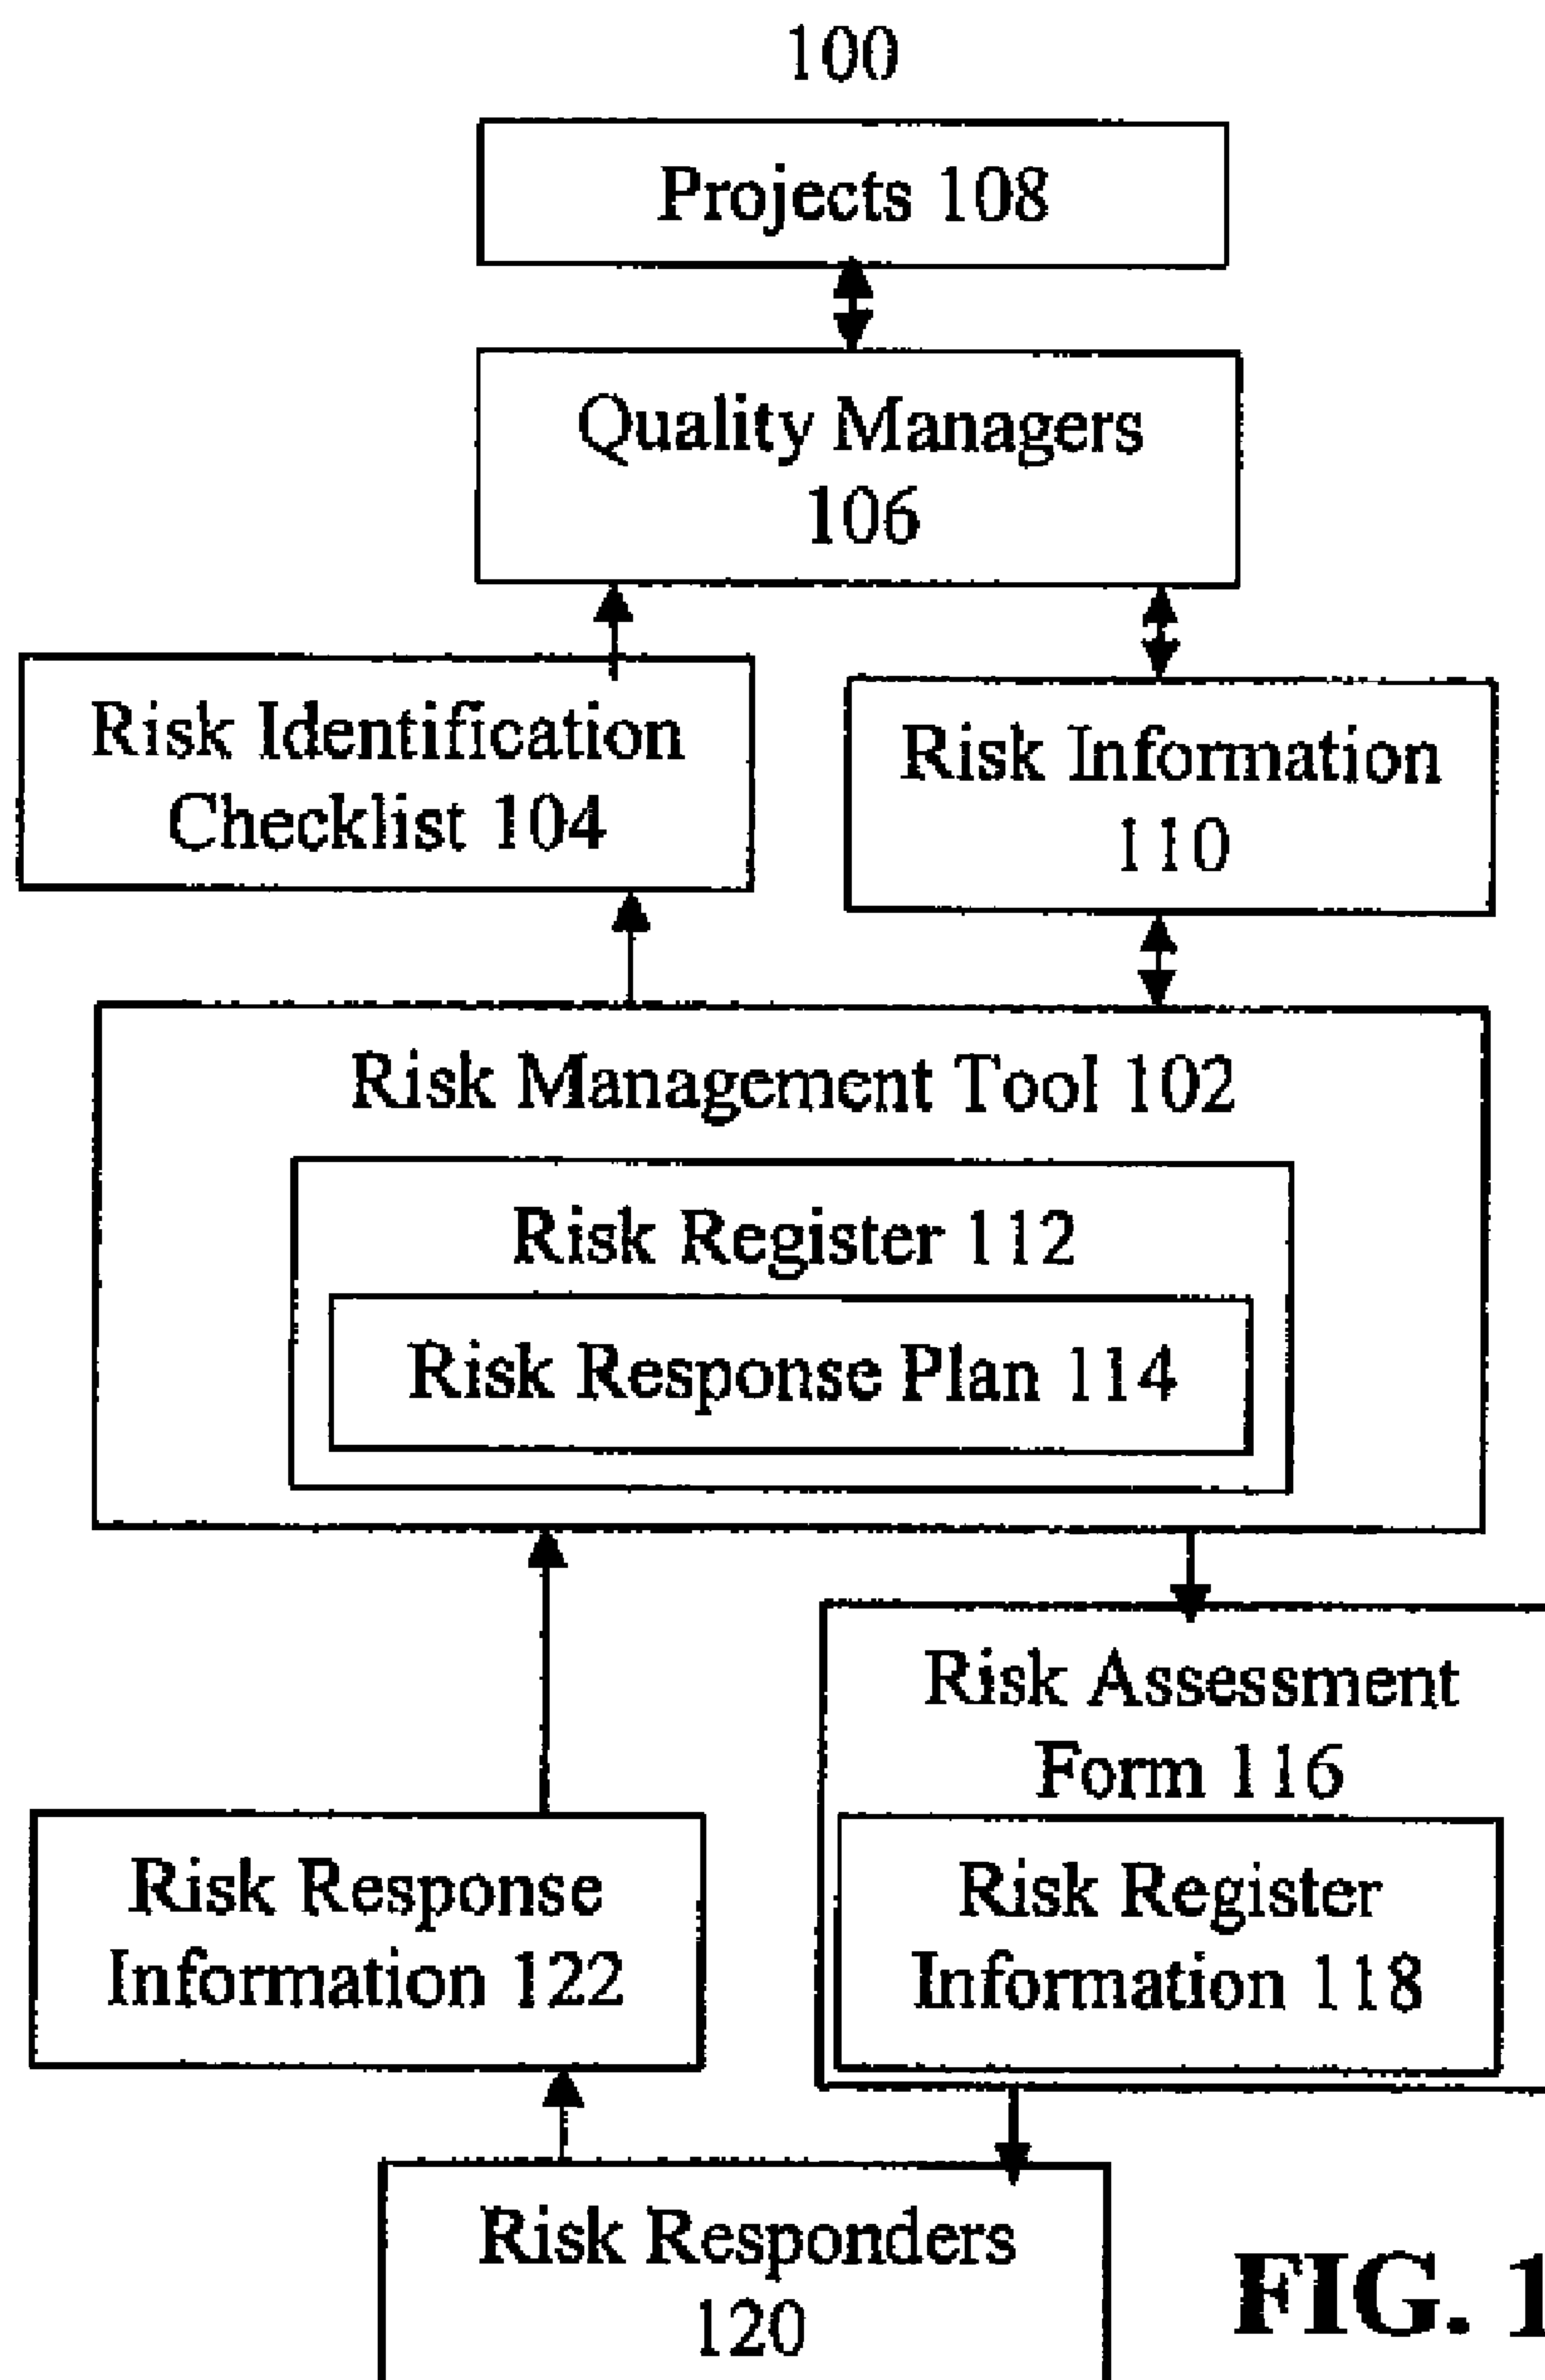 100
Projects 108
Quality Managers
106
Risk Identification
Checklist 104
Risk Information
110
Risk Management Tool 102
Risk Register 112
Risk Response Plan 114
Risk Assessment
Form 116
Risk Register
Information 118
Risk Response
Information 122
Risk Responders
120
FIG. 1